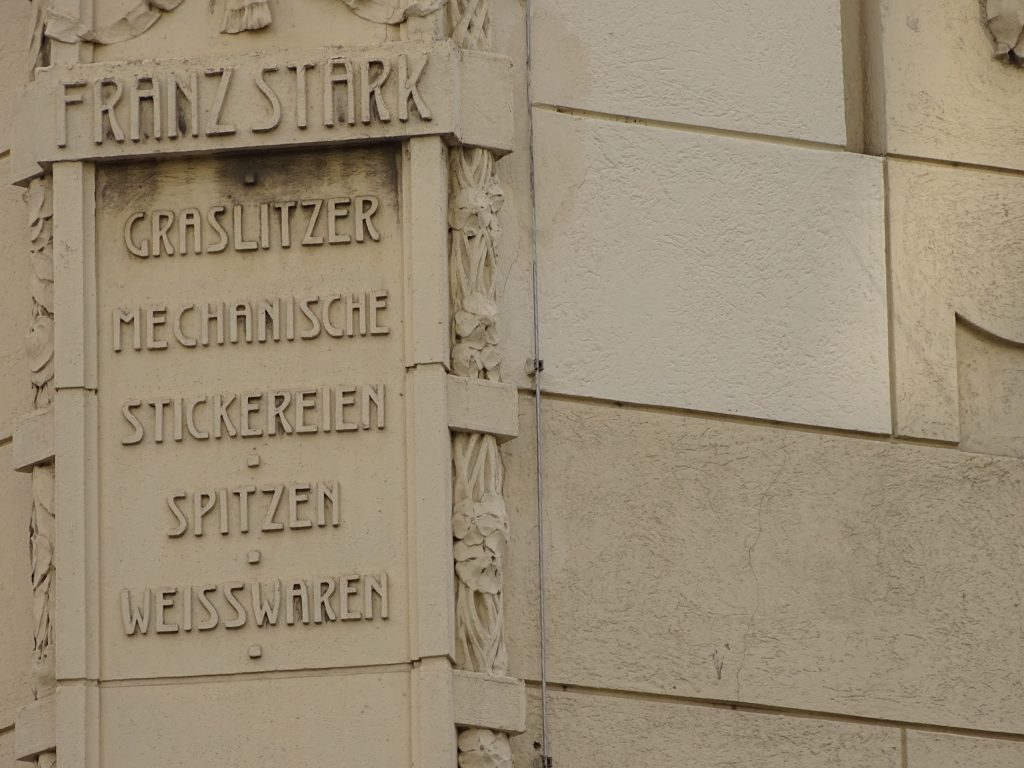 FRANZ STARK
GRASLITZER
MECHANISCHE
STICKEREIEN
SPITZEN
WEISSWAREN